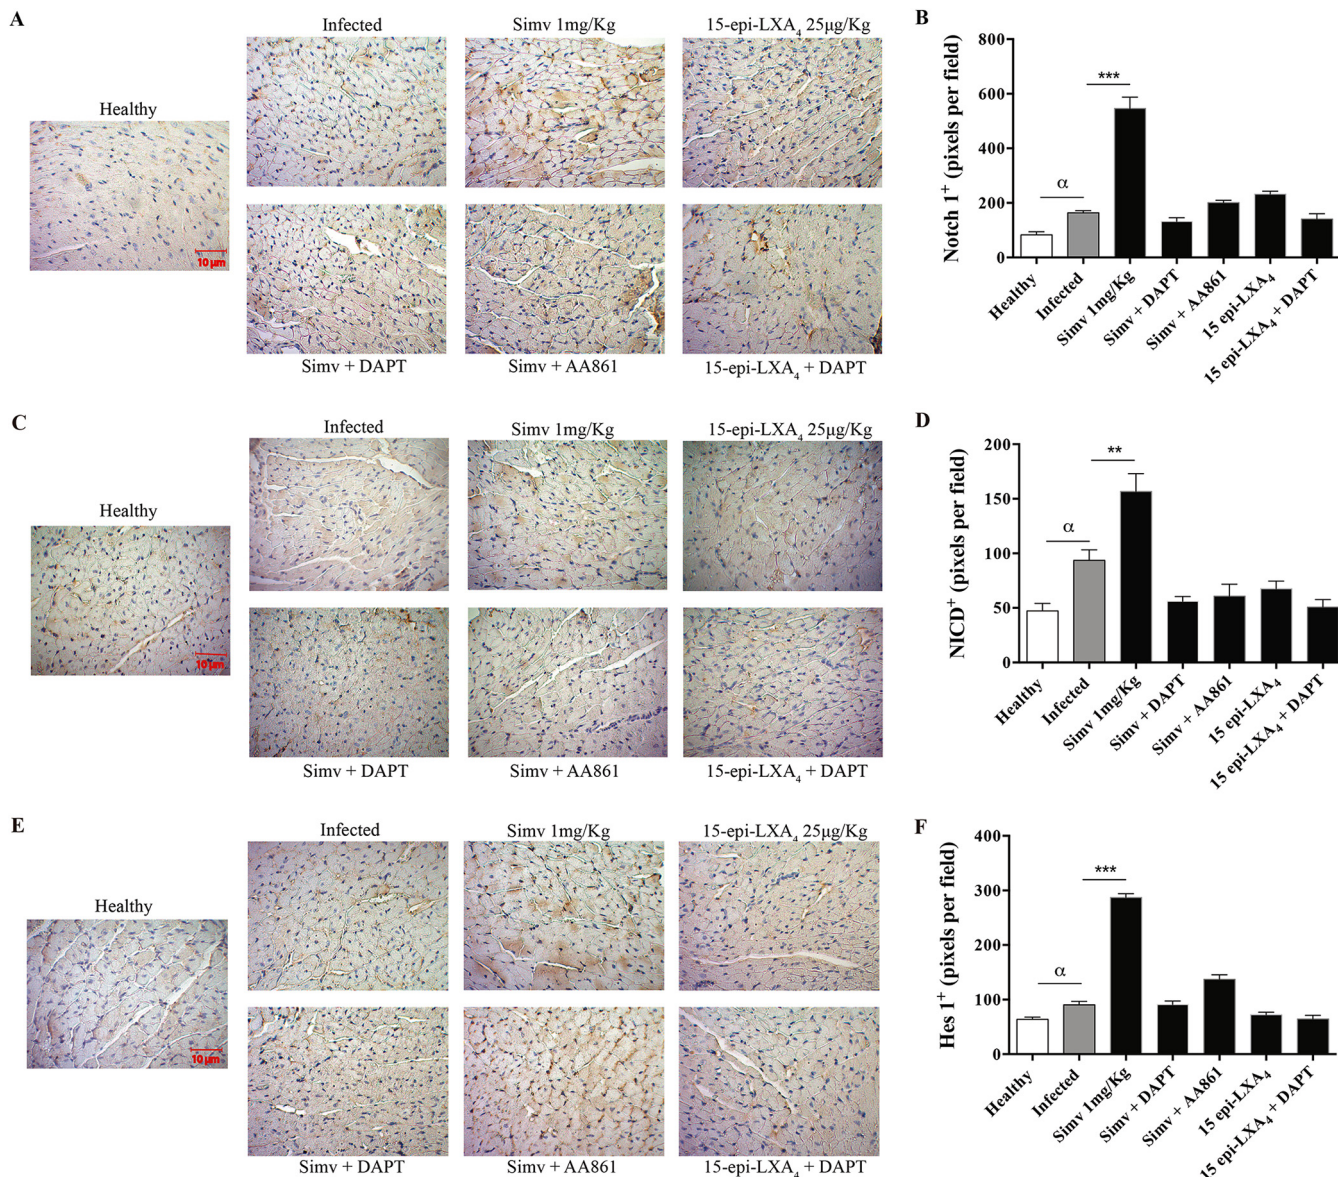 A
Infected
Simv 1mg/Kg
15-epi-LXA₄ 25µg/Kg
Healthy
10 µm
Simv + DAPT
Simv + AA861
15-epi-LXA₄ + DAPT
B
Notch 1⁺ (pixels per field)
800
600
400
200
0
α
***
Healthy
Infected
Simv 1mg/Kg
Simv + DAPT
Simv + AA861
15 epi-LXA₄
15 epi-LXA₄ + DAPT
C
Infected
Simv 1mg/Kg
15-epi-LXA₄ 25µg/Kg
Healthy
10 µm
Simv + DAPT
Simv + AA861
15-epi-LXA₄ + DAPT
D
NICD⁺ (pixels per field)
200
150
100
50
0
α
**
Healthy
Infected
Simv 1mg/Kg
Simv + DAPT
Simv + AA861
15 epi-LXA₄
15 epi-LXA₄ + DAPT
E
Infected
Simv 1mg/Kg
15-epi-LXA₄ 25µg/Kg
Healthy
10 µm
Simv + DAPT
Simv + AA861
15-epi-LXA₄ + DAPT
F
Hes 1⁺ (pixels per field)
400
300
200
100
0
α
***
Healthy
Infected
Simv 1mg/Kg
Simv + DAPT
Simv + AA861
15 epi-LXA₄
15 epi-LXA₄ + DAPT